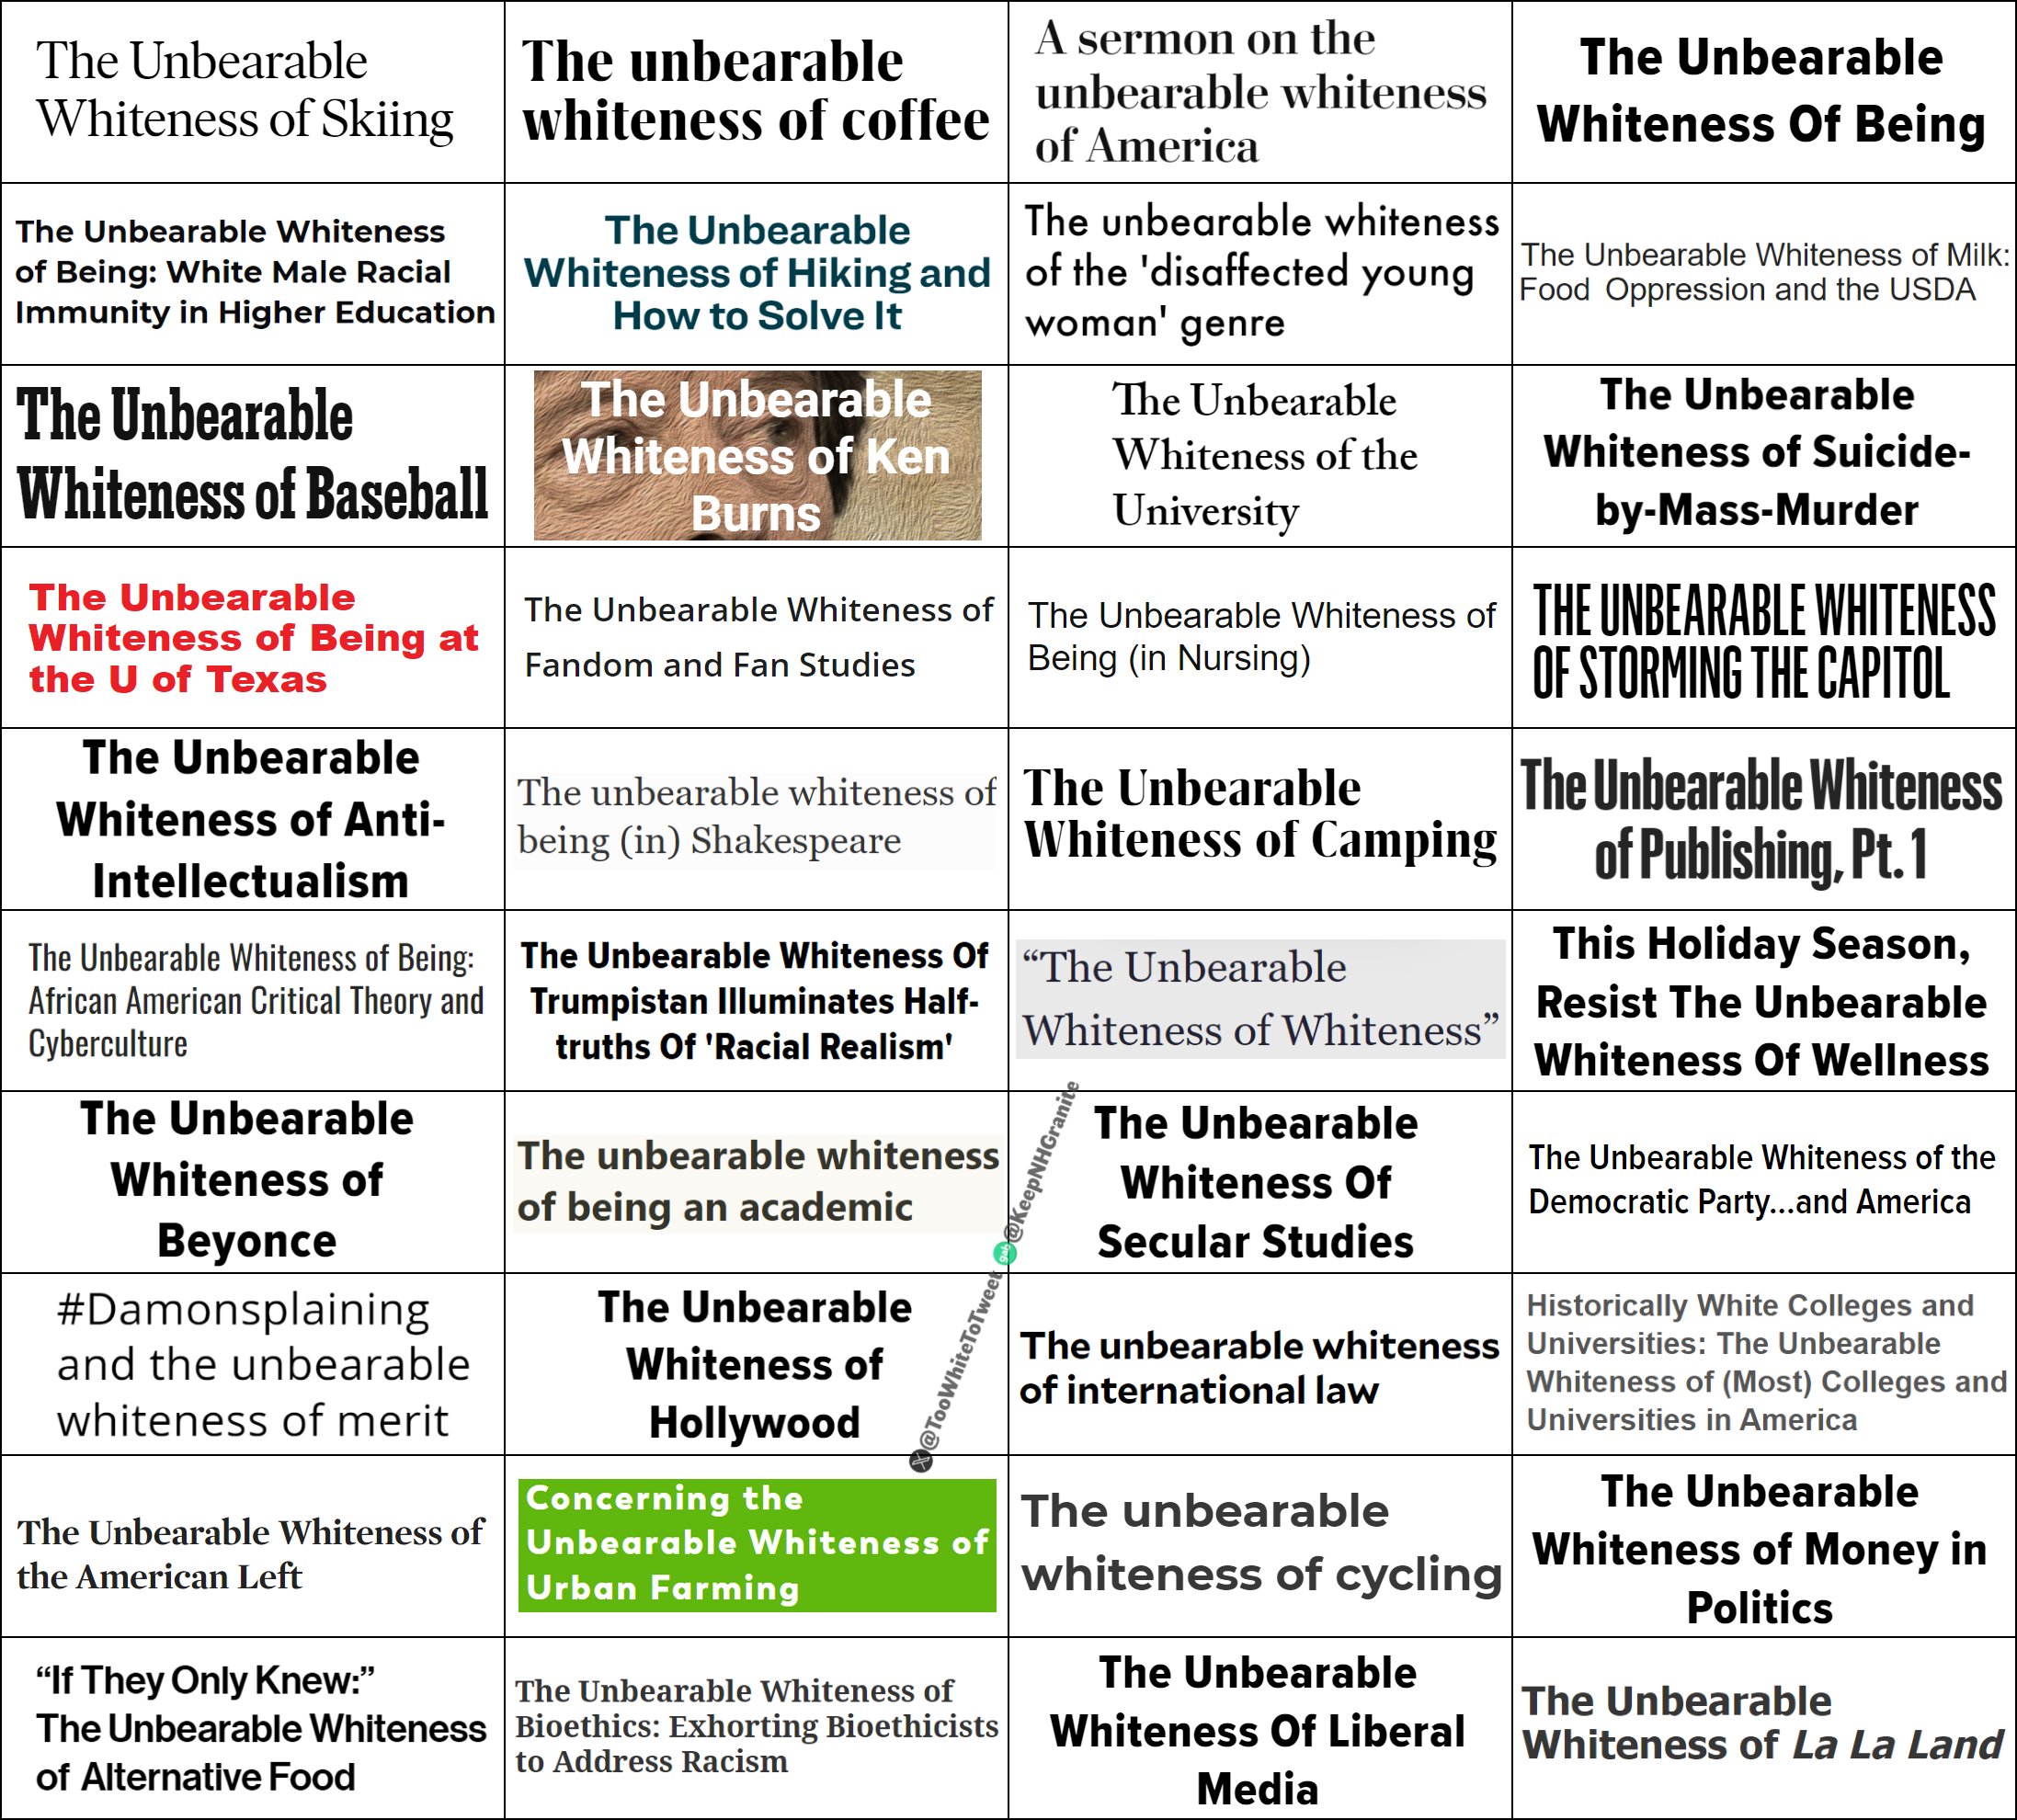 The Unbearable
Whiteness of Skiing
The unbearable
whiteness of coffee
A sermon on the
unbearable whiteness
of America
The Unbearable
Whiteness Of Being
The Unbearable Whiteness
of Being: White Male Racial
Immunity in Higher Education
The Unbearable
Whiteness of Hiking and
How to Solve It
The unbearable whiteness
of the 'disaffected young
woman' genre
The Unbearable Whiteness of Milk:
Food Oppression and the USDA
The Unbearable
Whiteness of Baseball
The Unbearable
Whiteness of Ken
Burns
The Unbearable
Whiteness of the
University
The Unbearable
Whiteness of Suicide-
by-Mass-Murder
The Unbearable
Whiteness of Being at
the U of Texas
The Unbearable Whiteness of
Fandom and Fan Studies
The Unbearable Whiteness of
Being (in Nursing)
THE UNBEARABLE WHITENESS
OF STORMING THE CAPITOL
The Unbearable
Whiteness of Anti-
Intellectualism
The unbearable whiteness of
being (in) Shakespeare
The Unbearable
Whiteness of Camping
The Unbearable Whiteness
of Publishing, Pt. 1
The Unbearable Whiteness of Being:
African American Critical Theory and
Cyberculture
The Unbearable Whiteness Of
Trumpistan Illuminates Half-
truths Of 'Racial Realism'
“The Unbearable
Whiteness of Whiteness”
This Holiday Season,
Resist The Unbearable
Whiteness Of Wellness
The Unbearable
Whiteness of
Beyonce
The unbearable whiteness
of being an academic
The Unbearable
Whiteness Of
Secular Studies
The Unbearable Whiteness of the
Democratic Party...and America
#Damonsplaining
and the unbearable
whiteness of merit
The Unbearable
Whiteness of
Hollywood
@TooWhiteToTweet gab @KeepNHGranite
The unbearable whiteness
of international law
Historically White Colleges and
Universities: The Unbearable
Whiteness of (Most) Colleges and
Universities in America
The Unbearable Whiteness of
the American Left
Concerning the
Unbearable Whiteness of
Urban Farming
The unbearable
whiteness of cycling
The Unbearable
Whiteness of Money in
Politics
“If They Only Knew:”
The Unbearable Whiteness
of Alternative Food
The Unbearable Whiteness of
Bioethics: Exhorting Bioethicists
to Address Racism
The Unbearable
Whiteness Of Liberal
Media
The Unbearable
Whiteness of La La Land